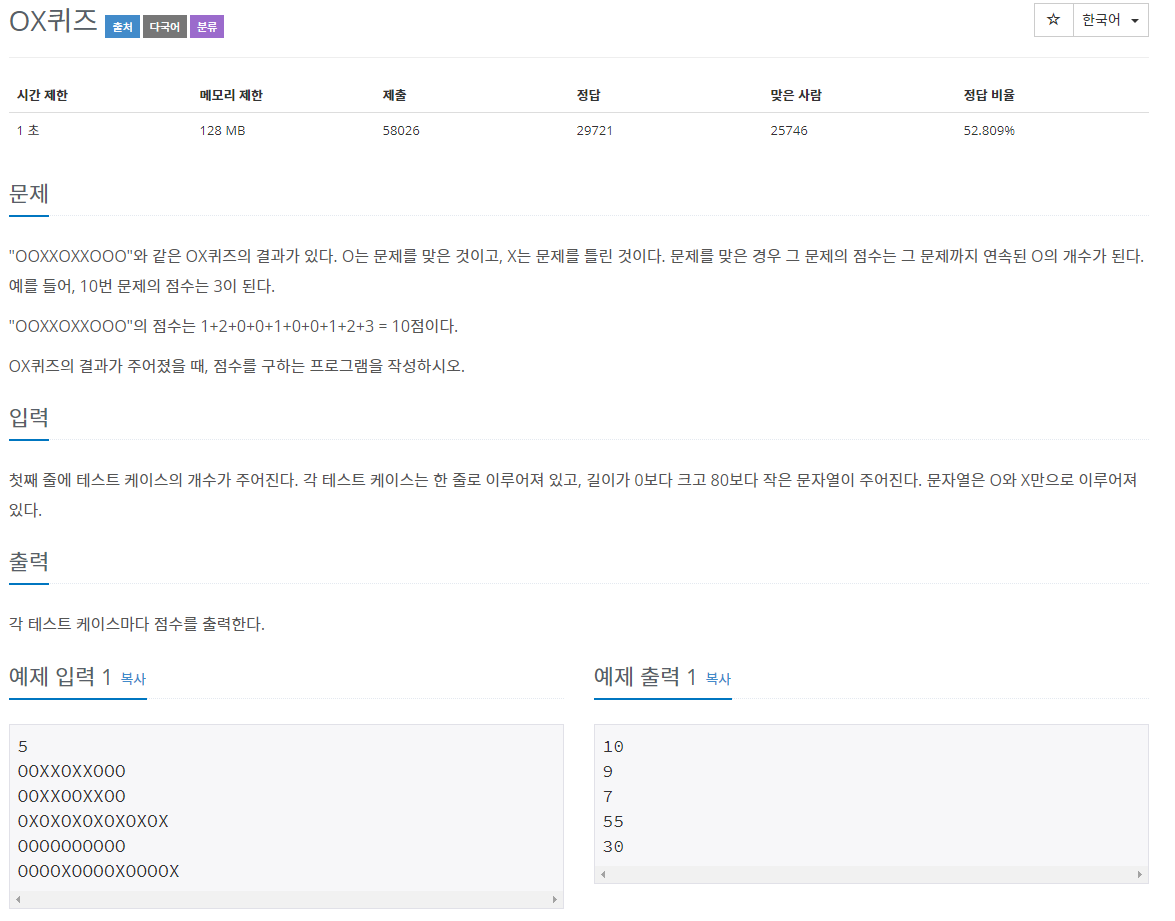 OX퀴즈 출처 다국어 분류 ☆ 한국어
시간 제한 메모리 제한 제출 정답 맞은 사람 정답 비율
1 초 128 MB 58026 29721 25746 52.809%
문제
"OOXXOXXOOO"와 같은 OX퀴즈의 결과가 있다. O는 문제를 맞은 것이고, X는 문제를 틀린 것이다. 문제를 맞은 경우 그 문제의 점수는 그 문제까지 연속된 O의 개수가 된다.
예를 들어, 10번 문제의 점수는 3이 된다.
"OOXXOXXOOO"의 점수는 1+2+0+0+1+0+0+1+2+3 = 10점이다.
OX퀴즈의 결과가 주어졌을 때, 점수를 구하는 프로그램을 작성하시오.
입력
첫째 줄에 테스트 케이스의 개수가 주어진다. 각 테스트 케이스는 한 줄로 이루어져 있고, 길이가 0보다 크고 80보다 작은 문자열이 주어진다. 문자열은 O와 X만으로 이루어져
있다.
출력
각 테스트 케이스마다 점수를 출력한다.
예제 입력 1 복사
5
OOXXOXXOOO
OOXXOOXXOO
OXOXOXOXOXOXOX
OOOOOOOOOO
OOOOXOOOOXOOOOX
예제 출력 1 복사
10
9
7
55
30